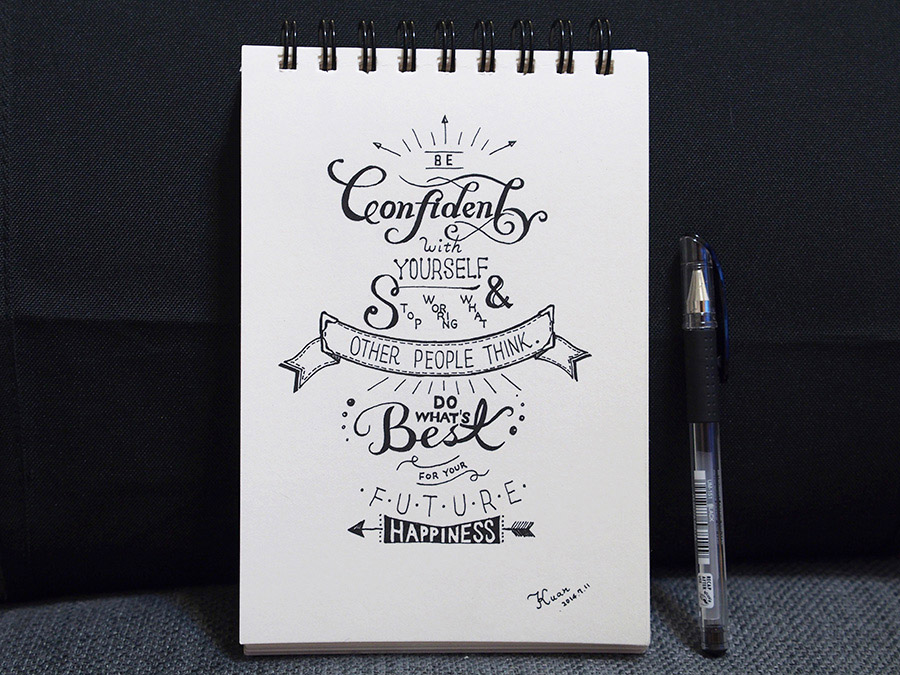 BE
Confident
with
YOURSELF
STOP WORRING WHAT &
OTHER PEOPLE THINK.
DO
WHAT'S
Best
FOR YOUR
·F·U·T·U·R·E·
HAPPINESS
Kuan
2014.7.11